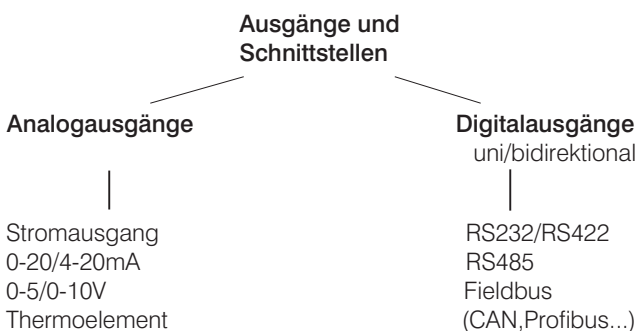 Ausgänge und
Schnittstellen
Analogausgänge
Stromausgang
0-20/4-20mA
0-5/0-10V
Thermoelement
Digitalausgänge
uni/bidirektional
RS232/RS422
RS485
Fieldbus
(CAN,Profibus...)